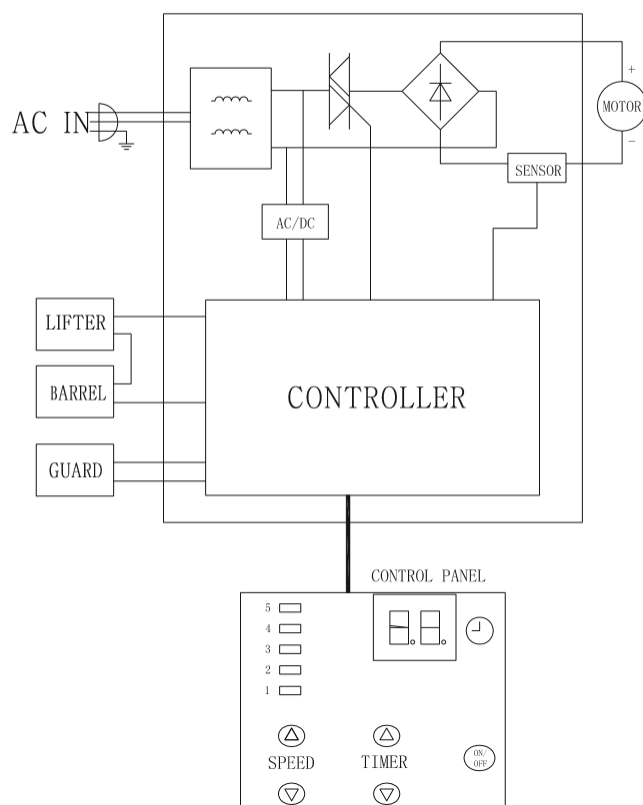 AC IN
+
MOTOR
−
SENSOR
AC/DC
LIFTER
BARREL
GUARD
CONTROLLER
CONTROL PANEL
5
4
3
2
1
SPEED
TIMER
ON/
OFF